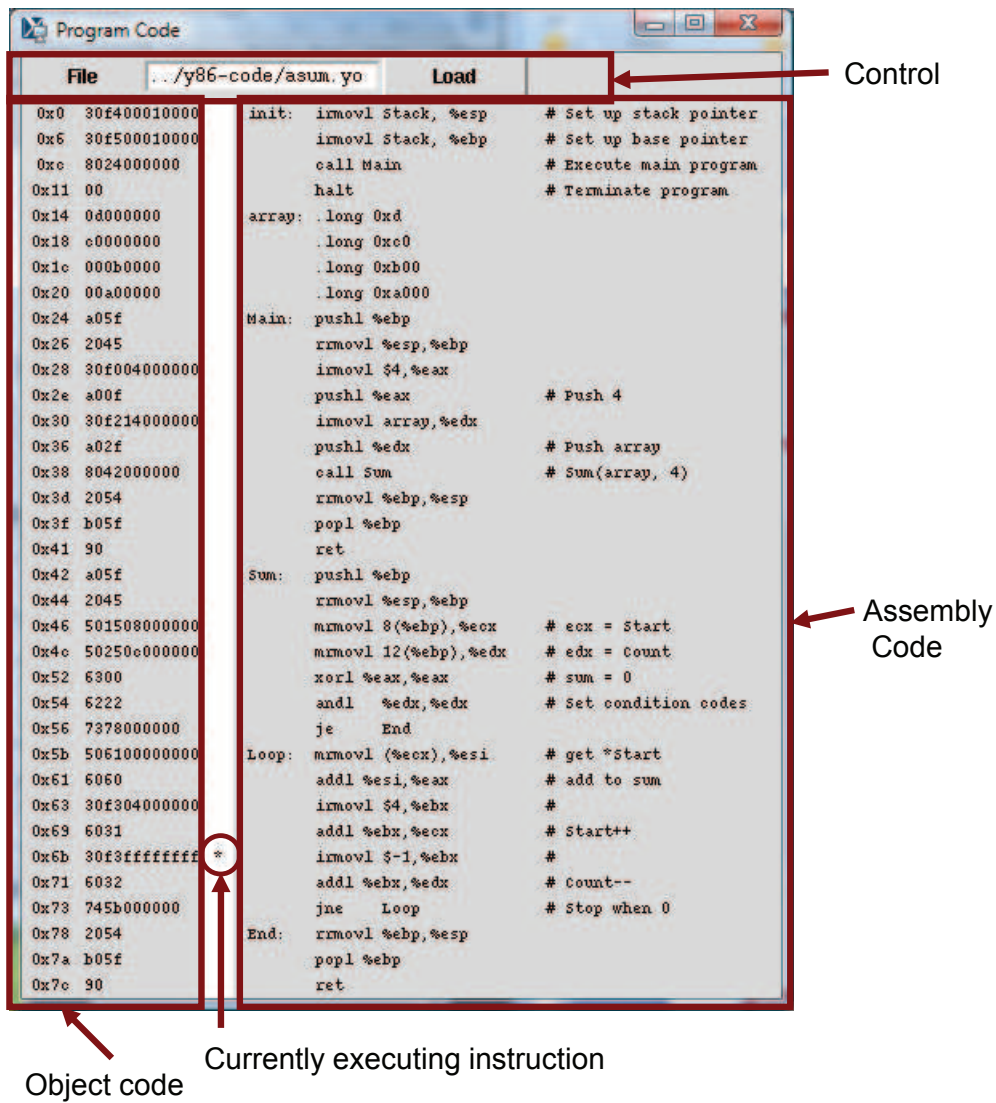 Program Code
File ../y86-code/asum.yo Load
Control
0x0 30f400010000 init: irmovl Stack, %esp # Set up stack pointer
0x6 30f500010000 irmovl Stack, %ebp # Set up base pointer
0xc 8024000000 call Main # Execute main program
0x11 00 halt # Terminate program
0x14 0d000000 array: .long 0xd
0x18 c0000000 .long 0xc0
0x1c 000b0000 .long 0xb00
0x20 00a00000 .long 0xa000
0x24 a05f Main: pushl %ebp
0x26 2045 rrmovl %esp,%ebp
0x28 30f004000000 irmovl $4,%eax
0x2e a00f pushl %eax # Push 4
0x30 30f214000000 irmovl array,%edx
0x36 a02f pushl %edx # Push array
0x38 8042000000 call Sum # Sum(array, 4)
0x3d 2054 rrmovl %ebp,%esp
0x3f b05f popl %ebp
0x41 90 ret
0x42 a05f Sum: pushl %ebp
0x44 2045 rrmovl %esp,%ebp
0x46 501508000000 mrmovl 8(%ebp),%ecx # ecx = Start
0x4c 50250c000000 mrmovl 12(%ebp),%edx # edx = Count
0x52 6300 xorl %eax,%eax # sum = 0
0x54 6222 andl %edx,%edx # Set condition codes
0x56 7378000000 je End
0x5b 506100000000 Loop: mrmovl (%ecx),%esi # get *Start
0x61 6060 addl %esi,%eax # add to sum
0x63 30f304000000 irmovl $4,%ebx #
0x69 6031 addl %ebx,%ecx # Start++
0x6b 30f3ffffffff * irmovl $-1,%ebx #
0x71 6032 addl %ebx,%edx # Count--
0x73 745b000000 jne Loop # Stop when 0
0x78 2054 End: rrmovl %ebp,%esp
0x7a b05f popl %ebp
0x7c 90 ret
Assembly
Code
Currently executing instruction
Object code